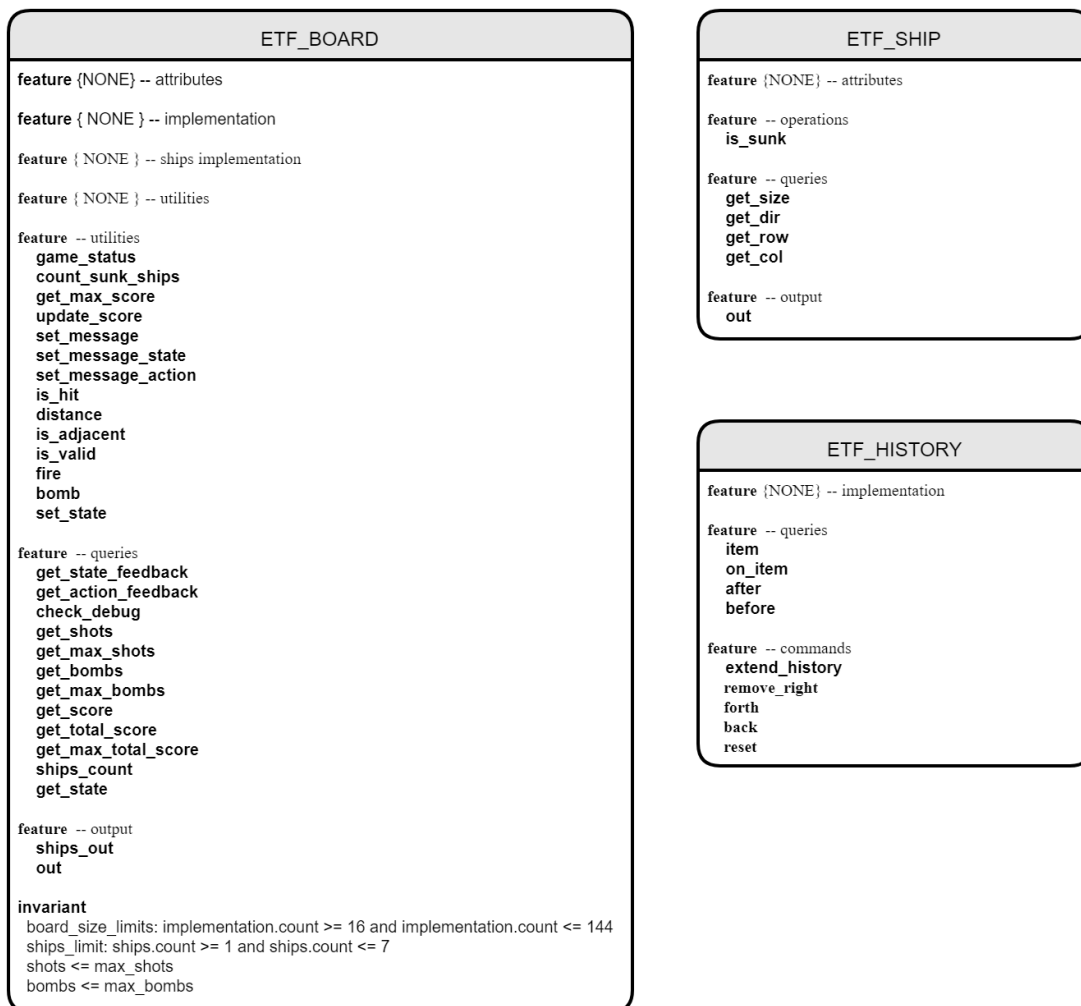 ETF_BOARD
feature {NONE} -- attributes
feature { NONE } -- implementation
feature { NONE } -- ships implementation
feature { NONE } -- utilities
feature -- utilities
game_status
count_sunk_ships
get_max_score
update_score
set_message
set_message_state
set_message_action
is_hit
distance
is_adjacent
is_valid
fire
bomb
set_state
feature -- queries
get_state_feedback
get_action_feedback
check_debug
get_shots
get_max_shots
get_bombs
get_max_bombs
get_score
get_total_score
get_max_total_score
ships_count
get_state
feature -- output
ships_out
out
invariant
board_size_limits: implementation.count >= 16 and implementation.count <= 144
ships_limit: ships.count >= 1 and ships.count <= 7
shots <= max_shots
bombs <= max_bombs
ETF_SHIP
feature {NONE} -- attributes
feature -- operations
is_sunk
feature -- queries
get_size
get_dir
get_row
get_col
feature -- output
out
ETF_HISTORY
feature {NONE} -- implementation
feature -- queries
item
on_item
after
before
feature -- commands
extend_history
remove_right
forth
back
reset